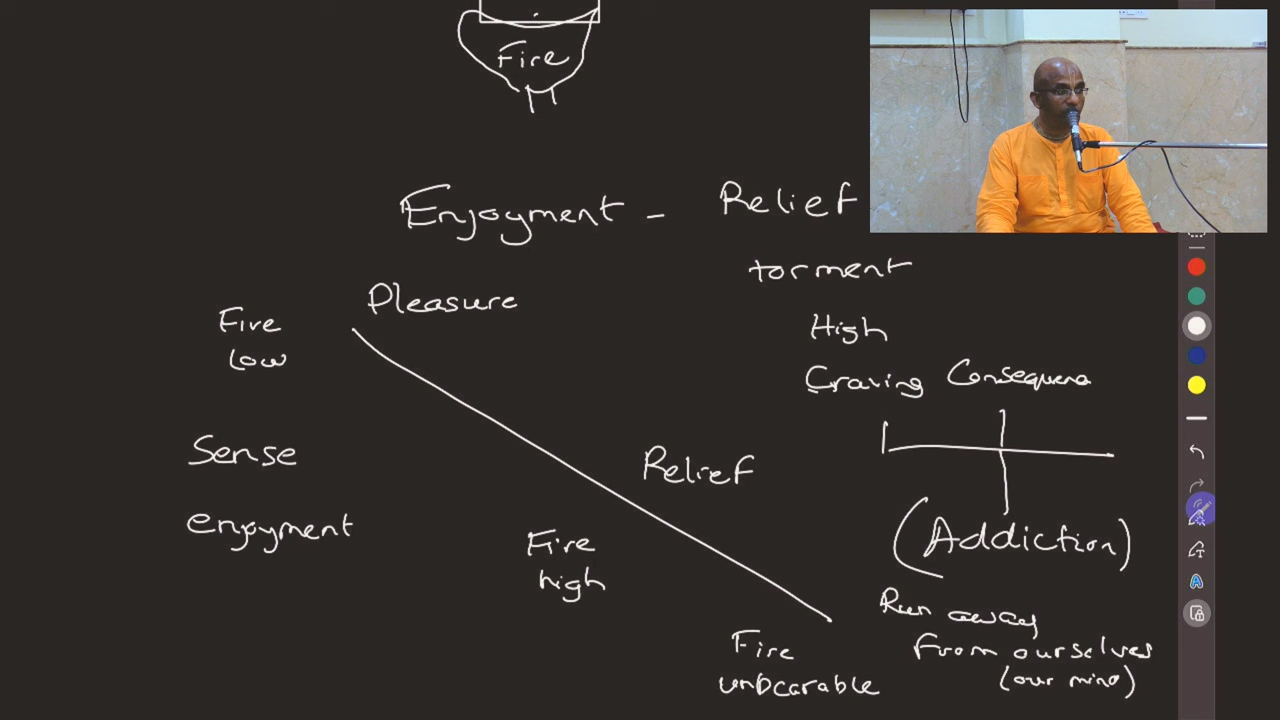 Fire
Enjoyment - Relief
torment
Pleasure
Fire
low
High
Craving Consequenc
Sense
enjoyment
Relief
Fire
high
(Addiction)
Run away
From ourselves
(our mind)
Fire
unbearable